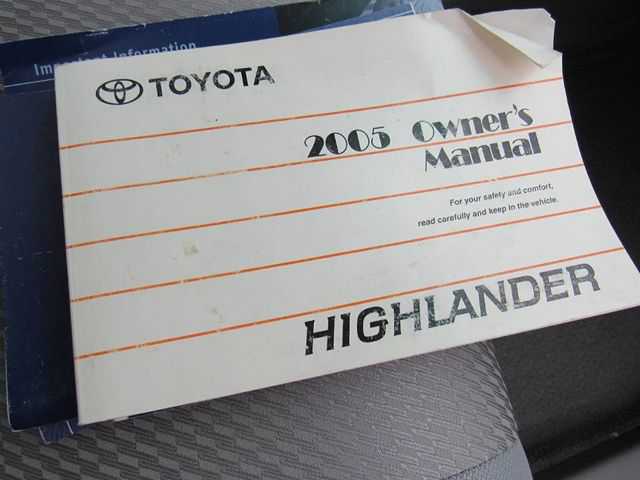 Important Information
TOYOTA
2005 Owner's
Manual
For your safety and comfort,
read carefully and keep in the vehicle.
HIGHLANDER